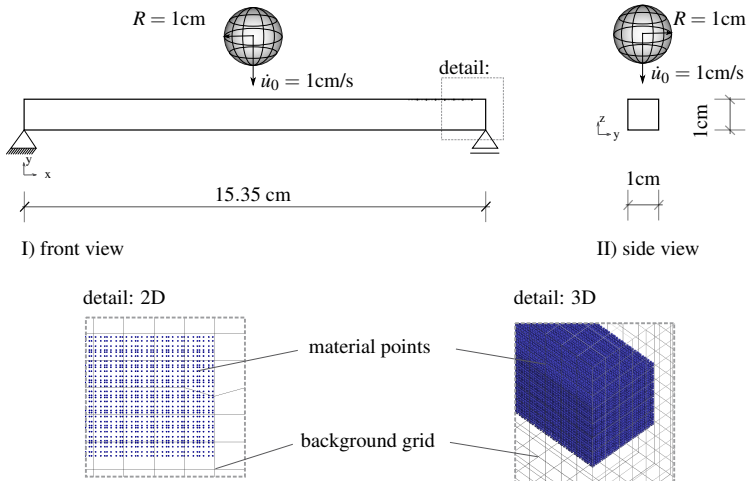 R = 1cm
u̇₀ = 1cm/s
detail:
y
x
15.35 cm
I) front view
R = 1cm
u̇₀ = 1cm/s
z
y
1cm
1cm
II) side view
detail: 2D
detail: 3D
material points
background grid